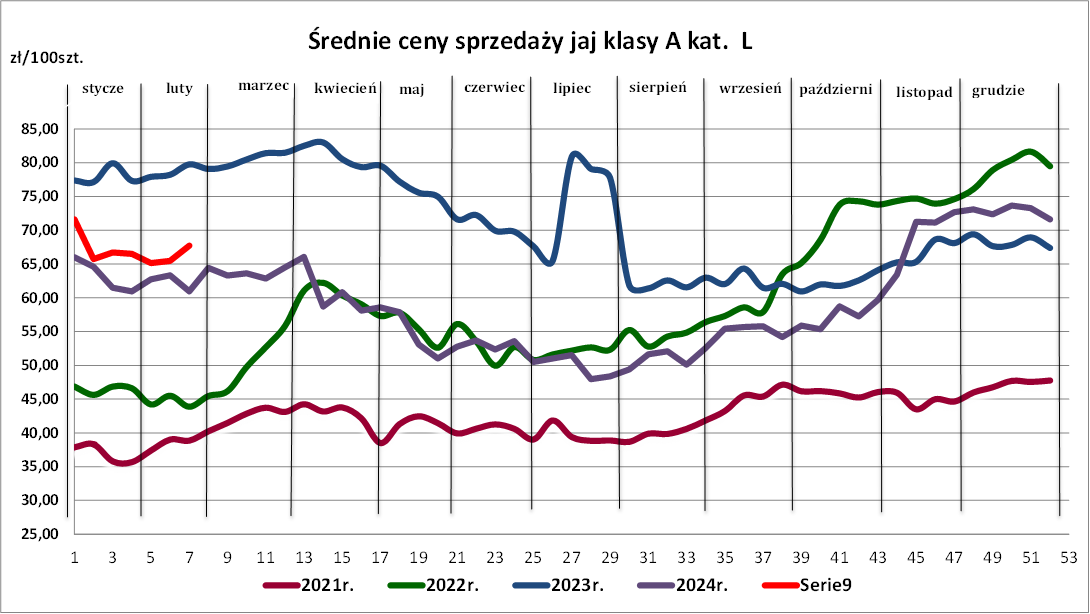 Średnie ceny sprzedaży jaj klasy A kat. L
zł/100szt.
stycze luty marzec kwiecień maj czerwiec lipiec sierpień wrzesień październi listopad grudzie
85,00
80,00
75,00
70,00
65,00
60,00
55,00
50,00
45,00
40,00
35,00
30,00
25,00
1 3 5 7 9 11 13 15 17 19 21 23 25 27 29 31 33 35 37 39 41 43 45 47 49 51 53
2021r. 2022r. 2023r. 2024r. Serie9